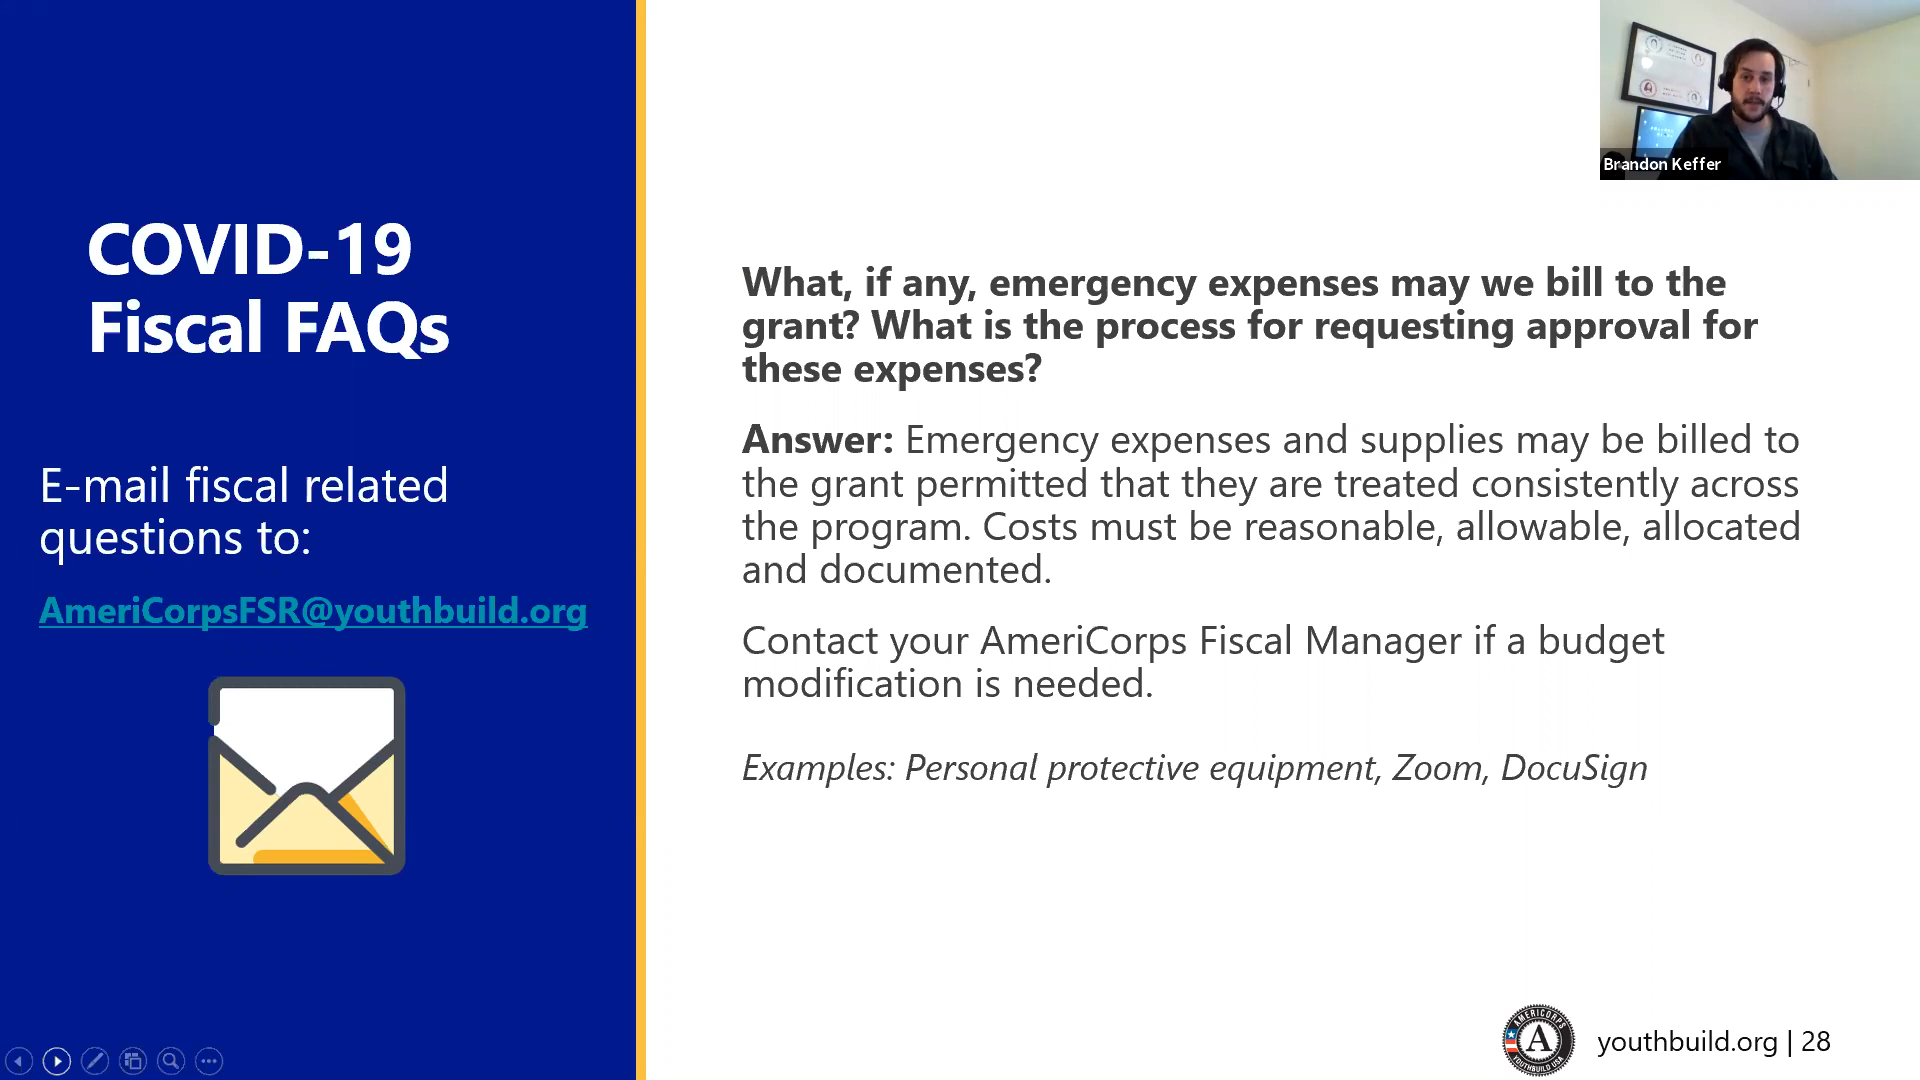 COVID-19
Fiscal FAQs
E-mail fiscal related
questions to:
AmeriCorpsFSR@youthbuild.org
Brandon Keffer
What, if any, emergency expenses may we bill to the
grant? What is the process for requesting approval for
these expenses?
Answer: Emergency expenses and supplies may be billed to
the grant permitted that they are treated consistently across
the program. Costs must be reasonable, allowable, allocated
and documented.
Contact your AmeriCorps Fiscal Manager if a budget
modification is needed.
Examples: Personal protective equipment, Zoom, DocuSign
AMERICORPS
A
YOUTHBUILD USA
youthbuild.org | 28